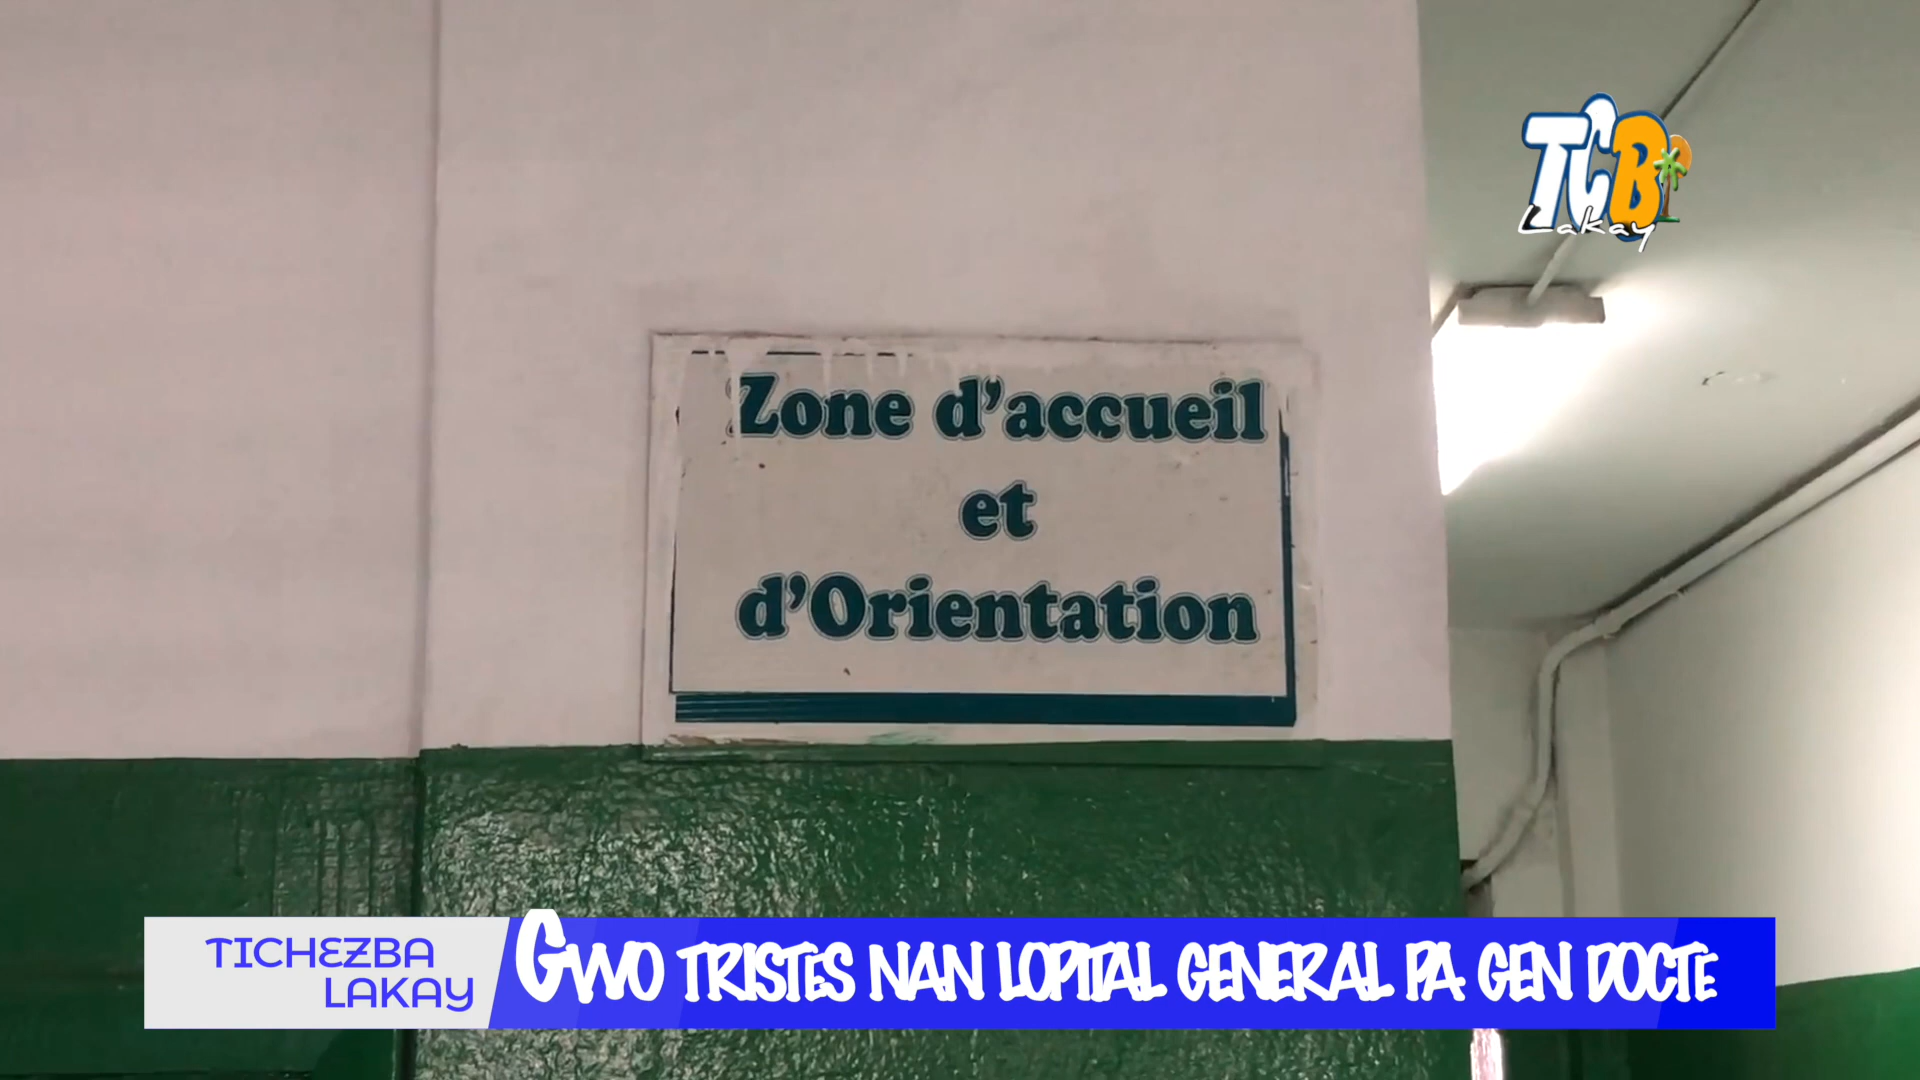 TCB
Lakay
Zone d'accueil
et
d'Orientation
TICHEZBA
LAKAY
GWO TRISTES NAN LOPITAL GENERAL PA GEN DOCTE